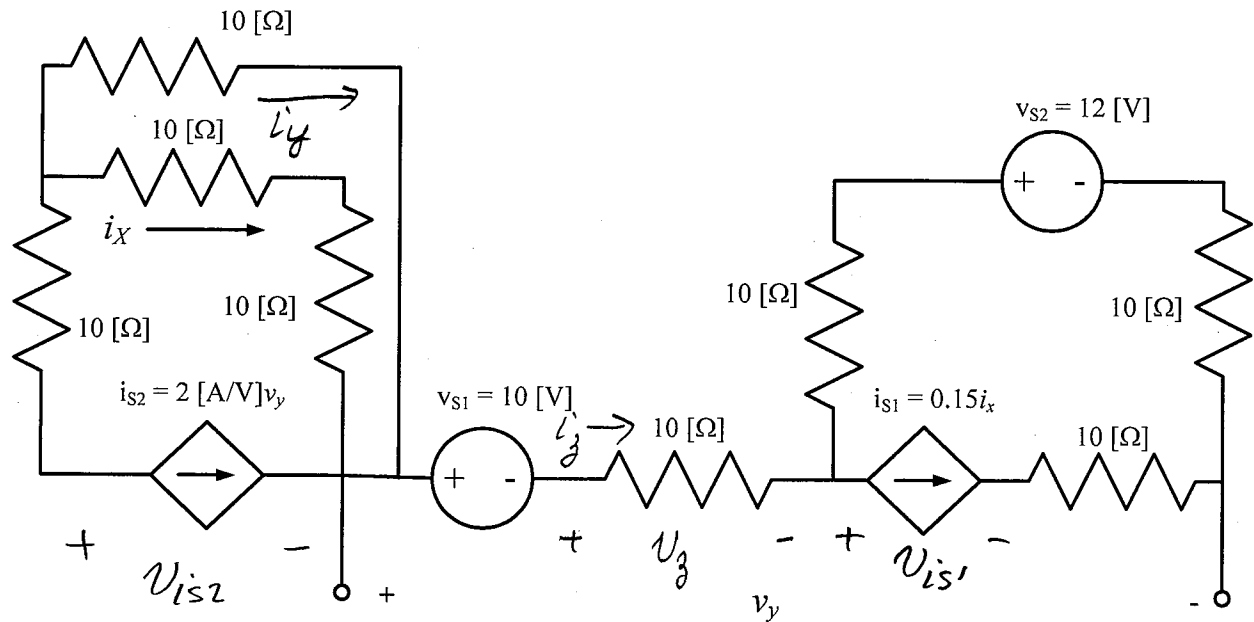 10 [Ω]
i_y
v_S2 = 12 [V]
10 [Ω]
i_X
10 [Ω]
10 [Ω]
10 [Ω]
10 [Ω]
+ -
i_S2 = 2 [A/V]v_y
v_S1 = 10 [V]
i_z
10 [Ω]
i_S1 = 0.15i_x
10 [Ω]
+ -
+ -
v_is2
+ v_z -
+ v_is1 -
+
v_y
-